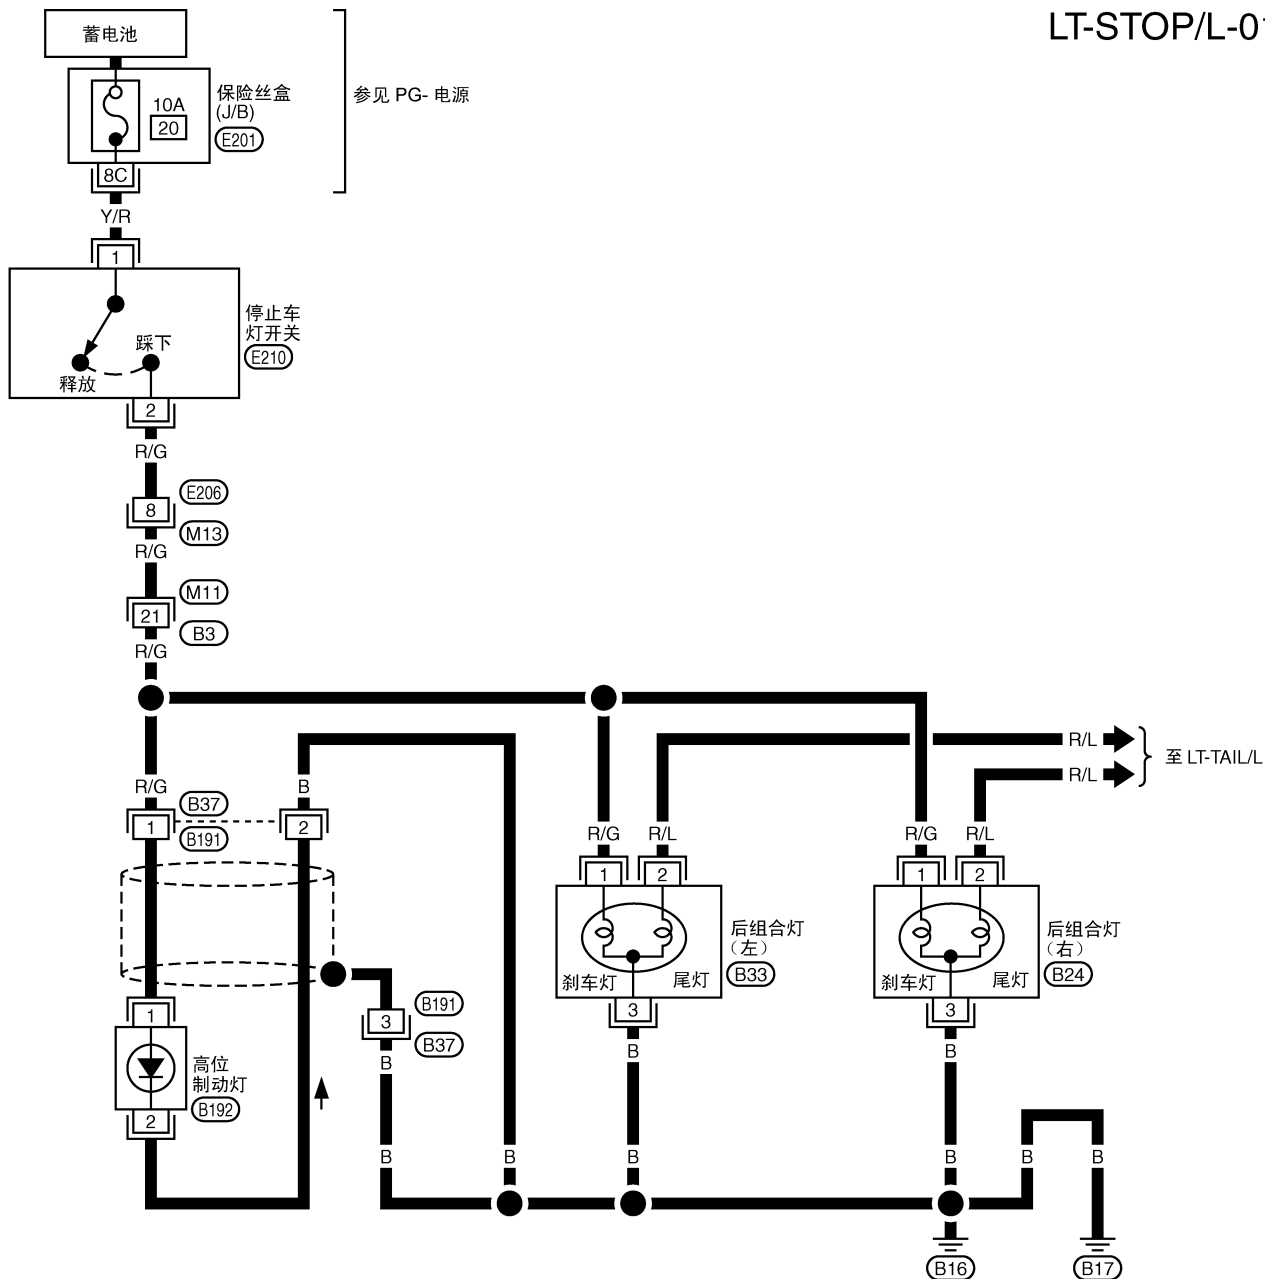 LT-STOP/L-01
蓄电池
10A
20
保险丝盒
(J/B)
E201
参见 PG- 电源
8C
Y/R
1
停止车
灯开关
E210
踩下
释放
2
R/G
E206
8
M13
R/G
M11
21
B3
R/G
R/L
R/L
至 LT-TAIL/L
R/G
B
B37
1
2
B191
R/G
R/L
R/G
R/L
1
2
1
2
后组合灯
（左）
B33
刹车灯
尾灯
后组合灯
（右）
B24
刹车灯
尾灯
B191
3
B37
3
3
1
B
B
B
高位
制动灯
B192
2
B
B
B
B
B
B
B16
B17